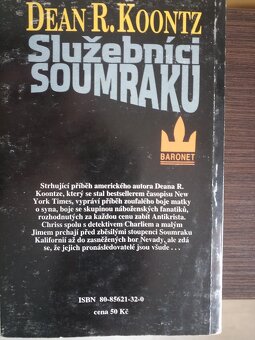 DEAN R. KOONTZ
Služebníci
SOUMRAKU
BARONET
Strhující příběh amerického autora Deana R.
Koontze, který se stal bestsellerem časopisu New
York Times, vypráví příběh zoufalého boje matky
o syna, boje se skupinou náboženských fanatiků,
rozhodnutých za každou cenu zabít Antikrista.
Chriss spolu s detektivem Charliem a malým
Jimem prchají před zběsilými stoupenci Soumraku
Kalifornií až do zasněžených hor Nevady, ale zdá
se, že jejich pronásledovatelé jsou všude . . .
ISBN 80-85621-32-0
cena 50 Kč